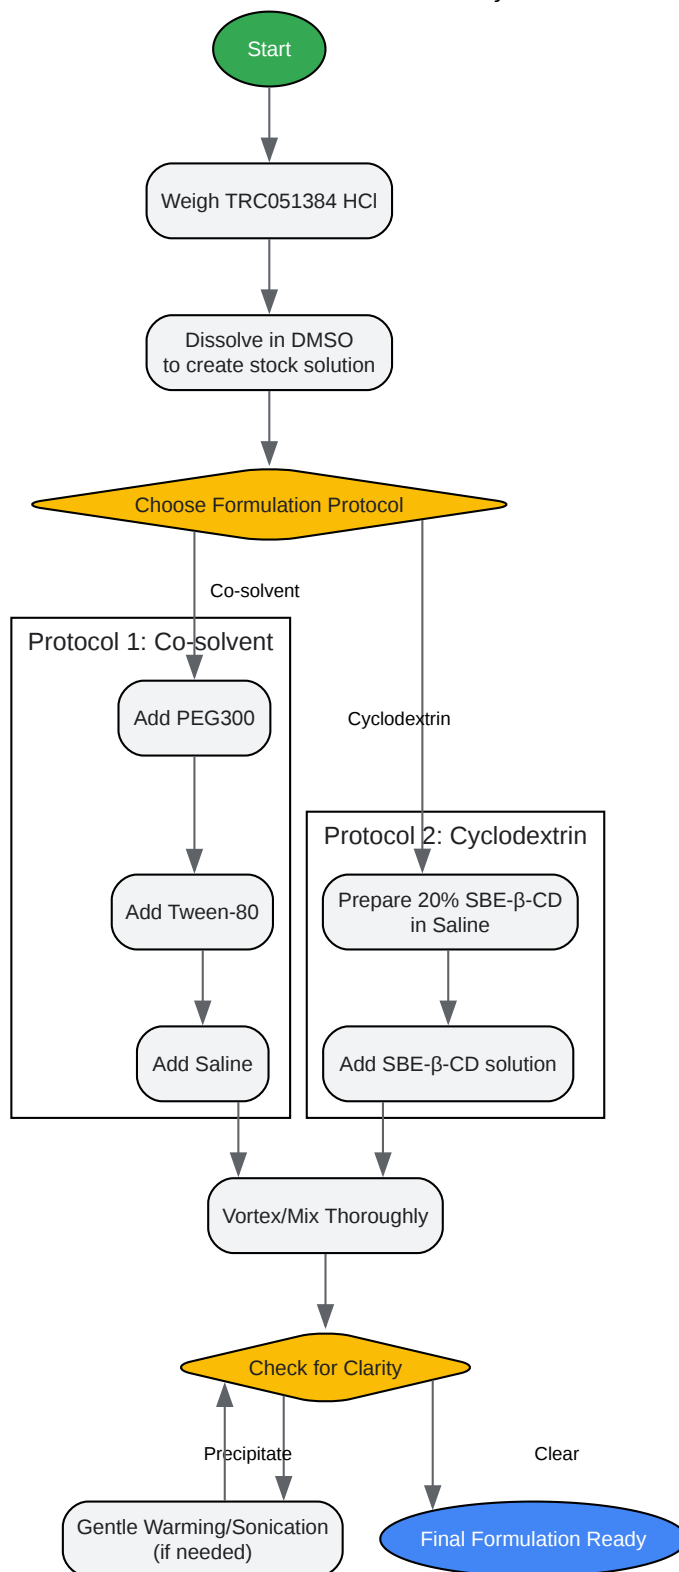 Start
Weigh TRC051384 HCl
Dissolve in DMSO
to create stock solution
Choose Formulation Protocol
Co-solvent
Protocol 1: Co-solvent
Add PEG300
Cyclodextrin
Protocol 2: Cyclodextrin
Add Tween-80
Prepare 20% SBE-β-CD
in Saline
Add Saline
Add SBE-β-CD solution
Vortex/Mix Thoroughly
Check for Clarity
Precipitate
Clear
Gentle Warming/Sonication
(if needed)
Final Formulation Ready